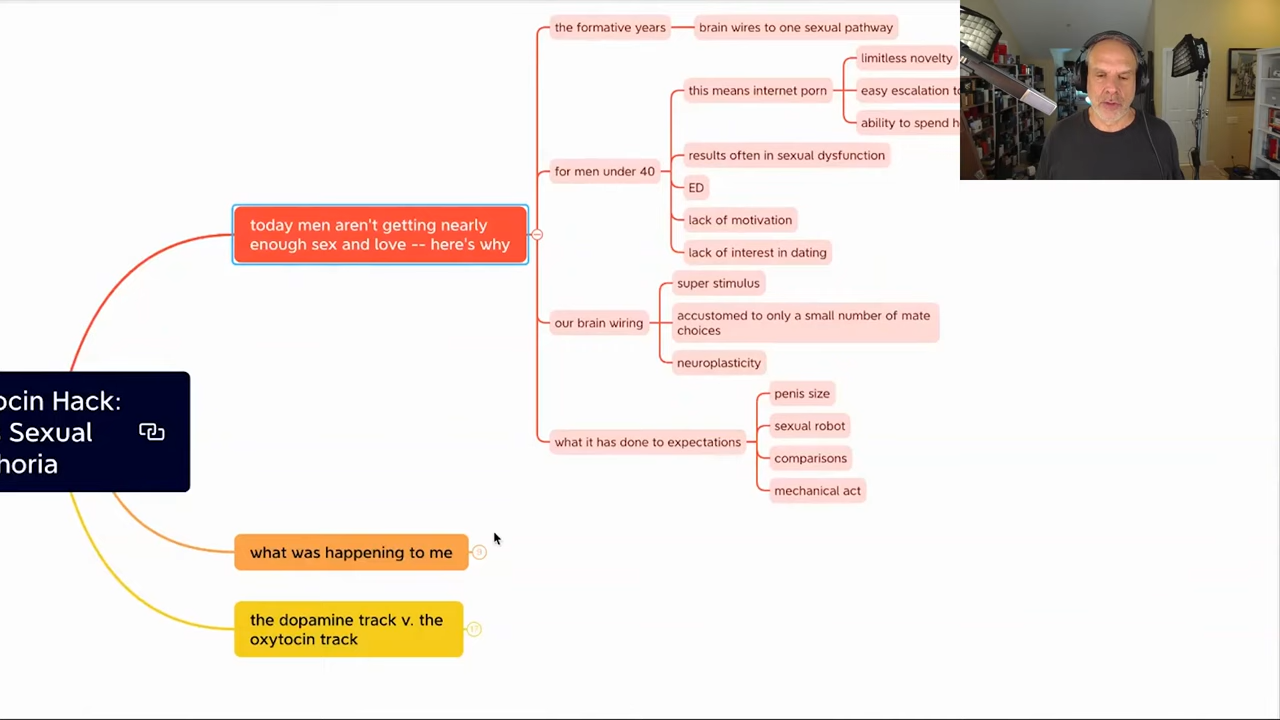 the formative years
brain wires to one sexual pathway
limitless novelty
this means internet porn
easy escalation to
ability to spend h
results often in sexual dysfunction
for men under 40
ED
lack of motivation
lack of interest in dating
today men aren't getting nearly
enough sex and love -- here's why
super stimulus
our brain wiring
accustomed to only a small number of mate
choices
neuroplasticity
penis size
sexual robot
what it has done to expectations
comparisons
mechanical act
ocin Hack:
Sexual
horia
what was happening to me
9
the dopamine track v. the
oxytocin track
17